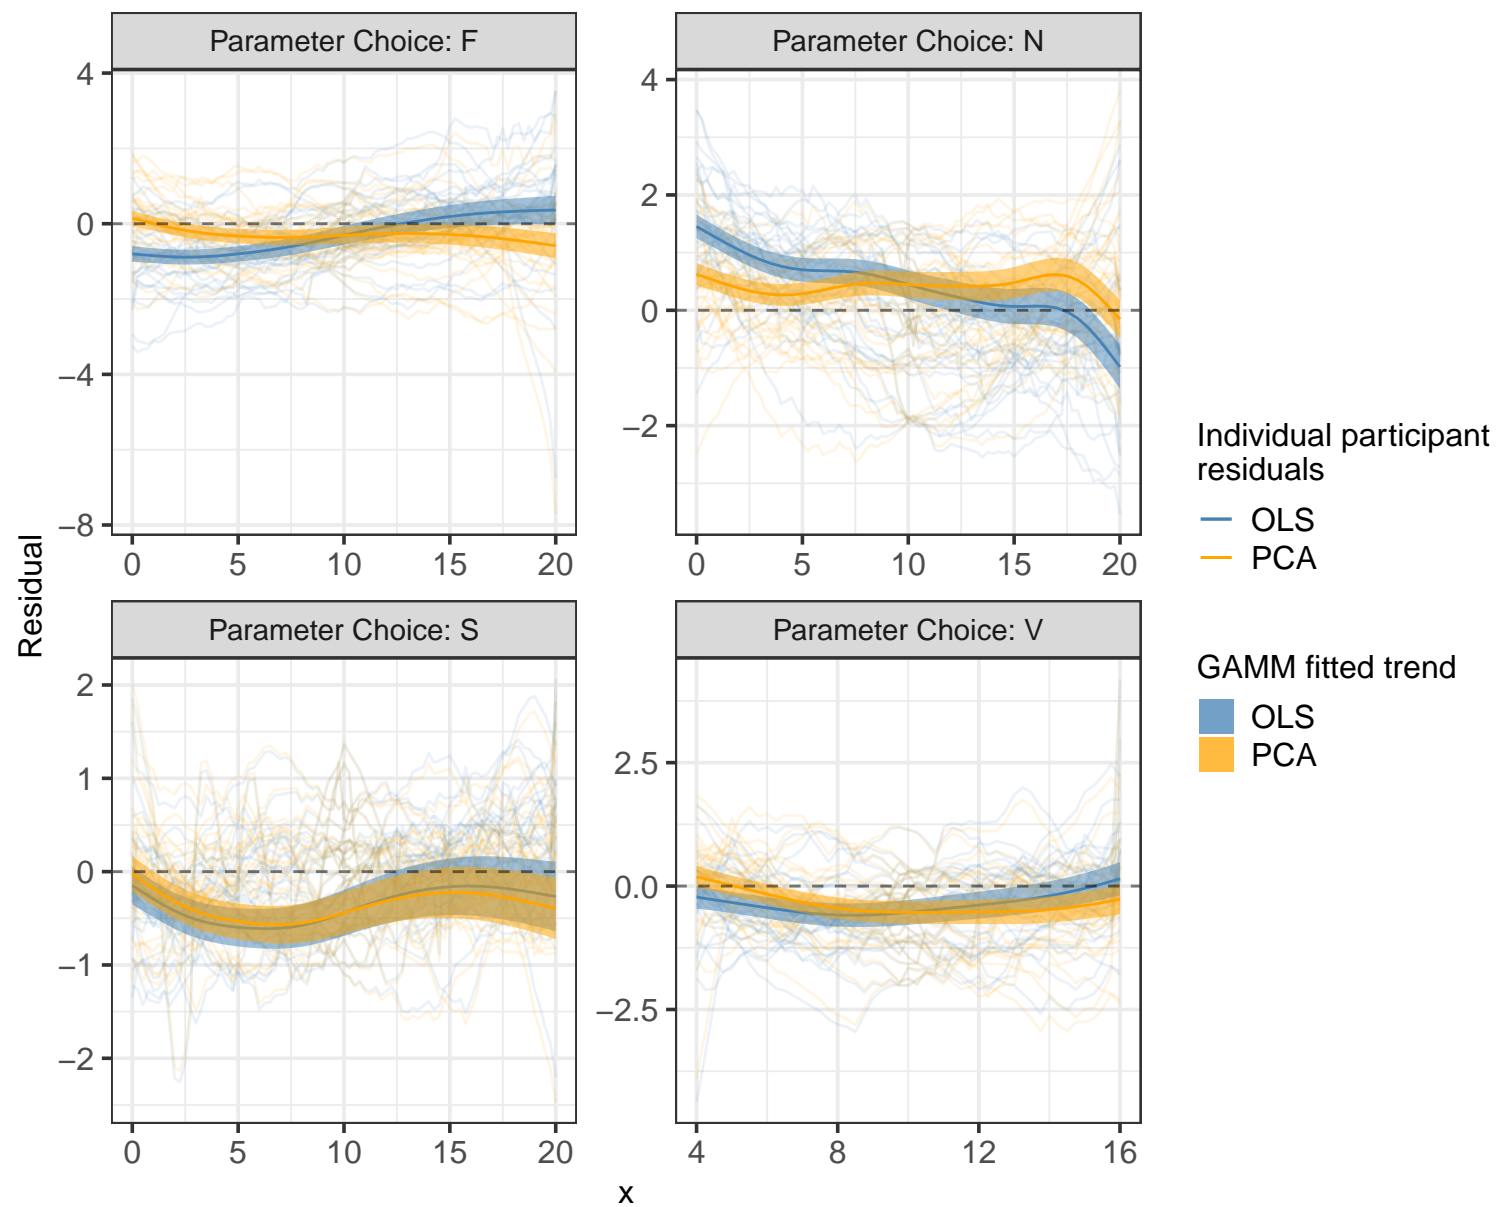 Parameter Choice: F
Parameter Choice: N
4
0
−4
−8
0 5 10 15 20
4
2
0
−2
0 5 10 15 20
Residual
Parameter Choice: S
Parameter Choice: V
2
1
0
−1
−2
0 5 10 15 20
2.5
0.0
−2.5
4 8 12 16
x
Individual participant
residuals
OLS
PCA
GAMM fitted trend
OLS
PCA